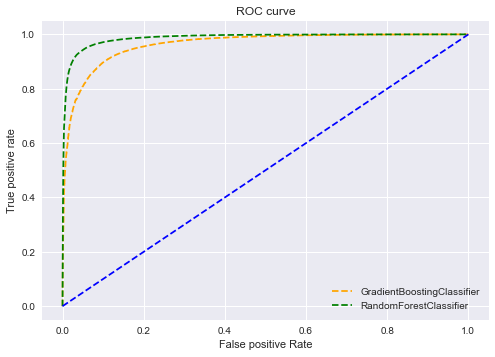 ROC curve
1.0
0.8
0.6
0.4
0.2
0.0
True positive rate
GradientBoostingClassifier
RandomForestClassifier
0.0 0.2 0.4 0.6 0.8 1.0
False positive Rate